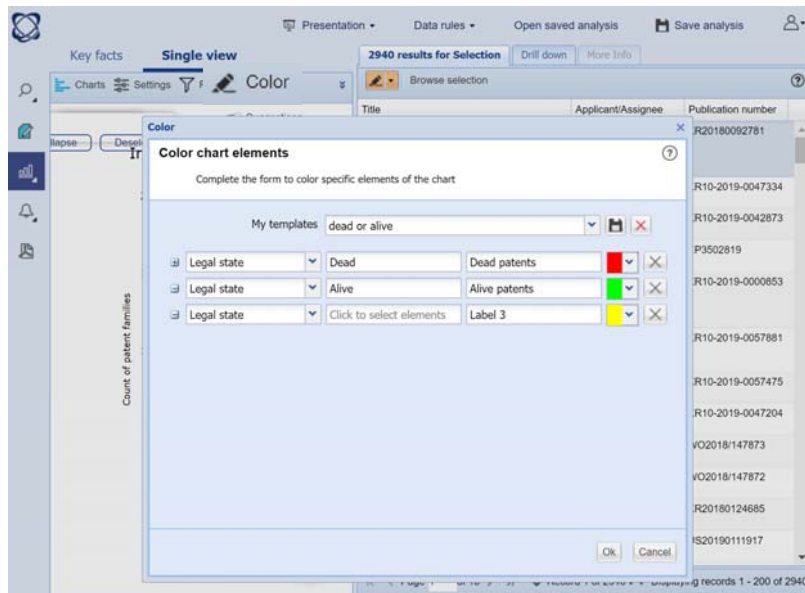 Presentation
Data rules
Open saved analysis
Save analysis
Key facts
Single view
2940 results for Selection
Drill down
More Info
Charts
Settings
F
Color
Browse selection
Title
Applicant/Assignee
Publication number
llapse
Desel
Color
Color chart elements
Complete the form to color specific elements of the chart
My templates
dead or alive
Legal state
Dead
Dead patents
Legal state
Alive
Alive patents
Legal state
Click to select elements
Label 3
Ok
Cancel
Count of patent families
R20180092781
R10-2019-0047334
R10-2019-0042873
P3502819
R10-2019-0000853
R10-2019-0057881
R10-2019-0057475
R10-2019-0047204
O2018/147873
O2018/147872
R20180124685
S20190111917
records 1 - 200 of 2940